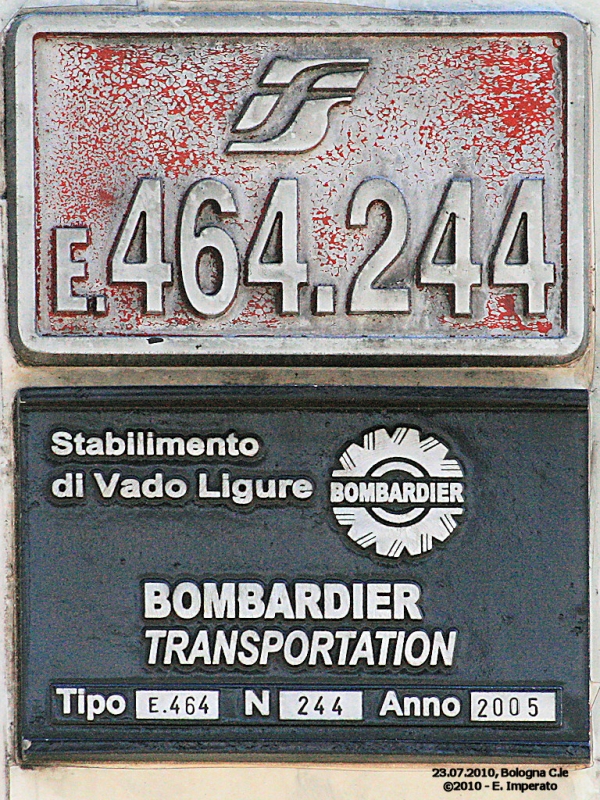 E.464.244
Stabilimento
di Vado Ligure
BOMBARDIER
BOMBARDIER
TRANSPORTATION
Tipo E.464 N 244 Anno 2005
23.07.2010, Bologna C.le
©2010 - E. Imperato